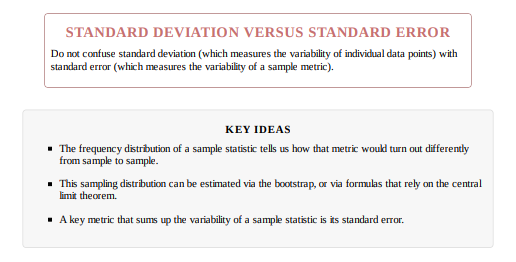 STANDARD DEVIATION VERSUS STANDARD ERROR
Do not confuse standard deviation (which measures the variability of individual data points) with
standard error (which measures the variability of a sample metric).
KEY IDEAS
▪ The frequency distribution of a sample statistic tells us how that metric would turn out differently
from sample to sample.
▪ This sampling distribution can be estimated via the bootstrap, or via formulas that rely on the central
limit theorem.
▪ A key metric that sums up the variability of a sample statistic is its standard error.